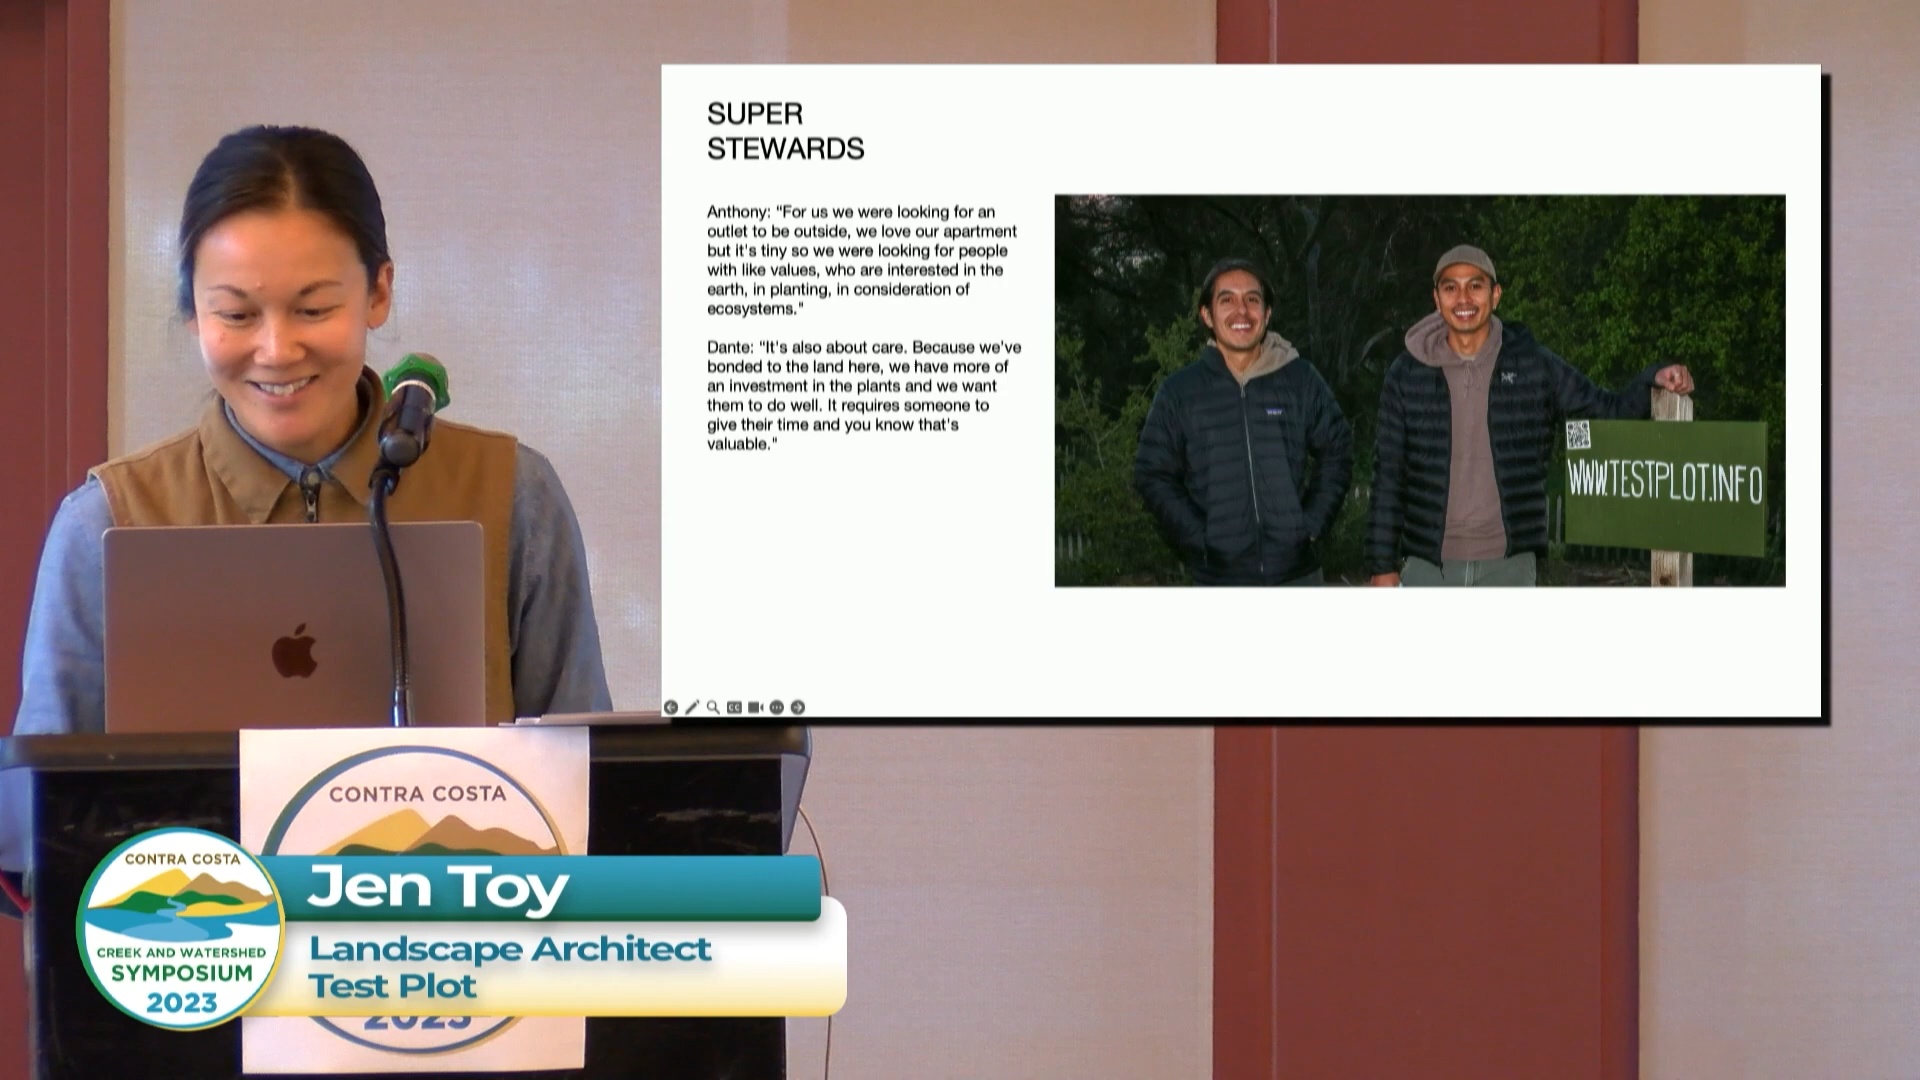 SUPER
STEWARDS
Anthony: "For us we were looking for an
outlet to be outside, we love our apartment
but it's tiny so we were looking for people
with like values, who are interested in the
earth, in planting, in consideration of
ecosystems."
Dante: "It's also about care. Because we've
bonded to the land here, we have more of
an investment in the plants and we want
them to do well. It requires someone to
give their time and you know that's
valuable."
WWW.TESTPLOT.INFO
CC
CONTRA COSTA
2023
CONTRA COSTA
CREEK AND WATERSHED
SYMPOSIUM
2023
Jen Toy
Landscape Architect
Test Plot